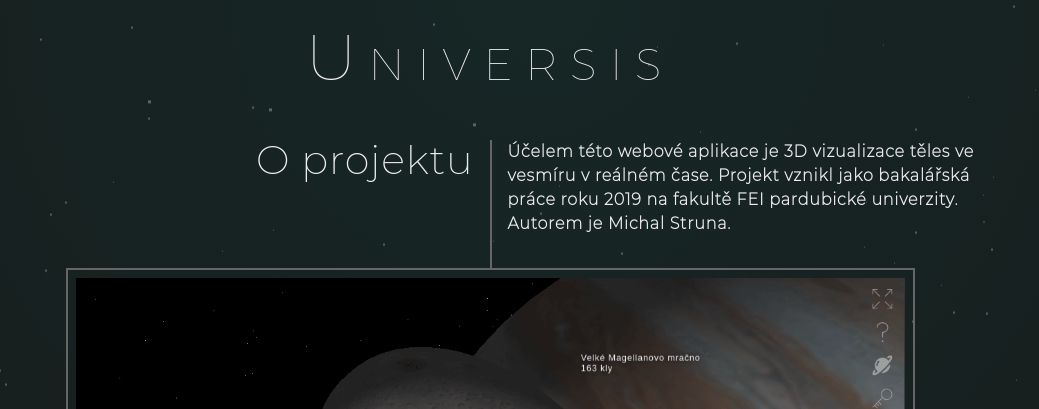 Universis
O projektu
Účelem této webové aplikace je 3D vizualizace těles ve
vesmíru v reálném čase. Projekt vznikl jako bakalářská
práce roku 2019 na fakultě FEI pardubické univerzity.
Autorem je Michal Struna.
?
Velké Magellanovo mračno
163 kly